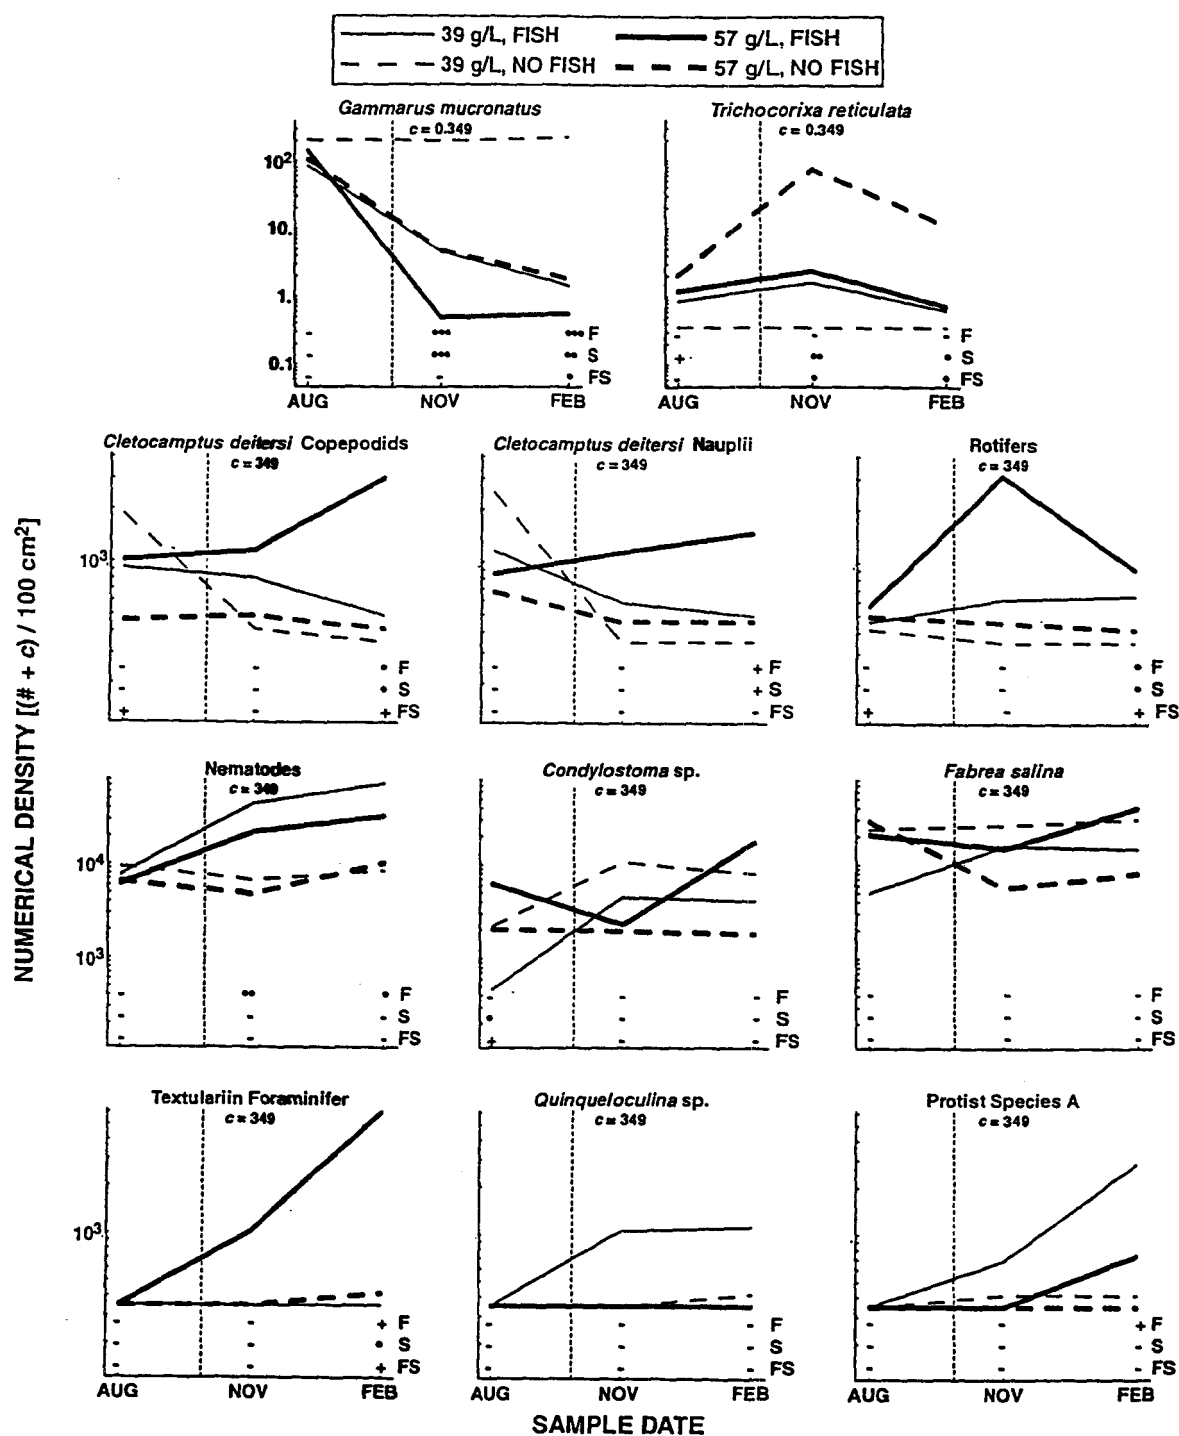 39 g/L, FISH 57 g/L, FISH
39 g/L, NO FISH 57 g/L, NO FISH
Gammarus mucronatus Trichocorixa reticulata
c = 0.349 c = 0.349
10²
10.
1.
0.1
- ••• ••• F - - - F
- ••• •• S + •• • S
- - • FS - • • FS
AUG NOV FEB AUG NOV FEB
Cletocamptus deitersi Copepodids Cletocamptus deitersi Nauplii Rotifers
c = 349 c = 349 c = 349
10³
- - • F - - + F - - • F
- - • S - - + S - - • S
+ - + FS - - - FS + - + FS
Nematodes Condylostoma sp. Fabrea salina
c = 349 c = 349 c = 349
10⁴
10³
- •• • F - - - F - - - F
- - - S • - - S - - - S
- - - FS + - - FS - - - FS
Textulariin Foraminifer Quinqueloculina sp. Protist Species A
c = 349 c = 349 c = 349
10³
- - + F - - - F - - + F
- - • S - - - S - - - S
- - + FS - - - FS - - - FS
AUG NOV FEB AUG NOV FEB AUG NOV FEB
SAMPLE DATE
NUMERICAL DENSITY [(# + c) / 100 cm²]